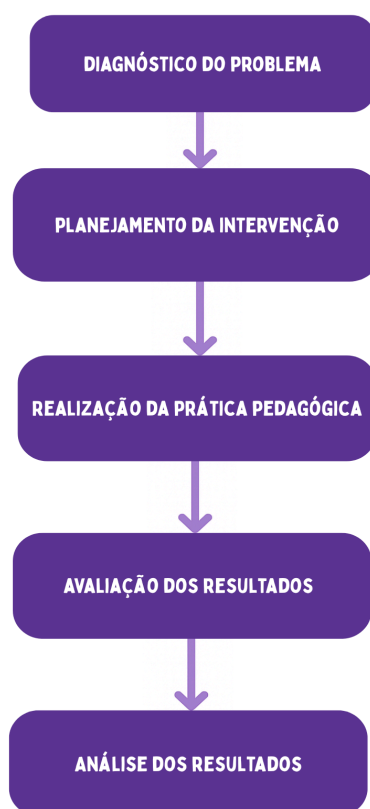 DIAGNÓSTICO DO PROBLEMA
PLANEJAMENTO DA INTERVENÇÃO
REALIZAÇÃO DA PRÁTICA PEDAGÓGICA
AVALIAÇÃO DOS RESULTADOS
ANÁLISE DOS RESULTADOS